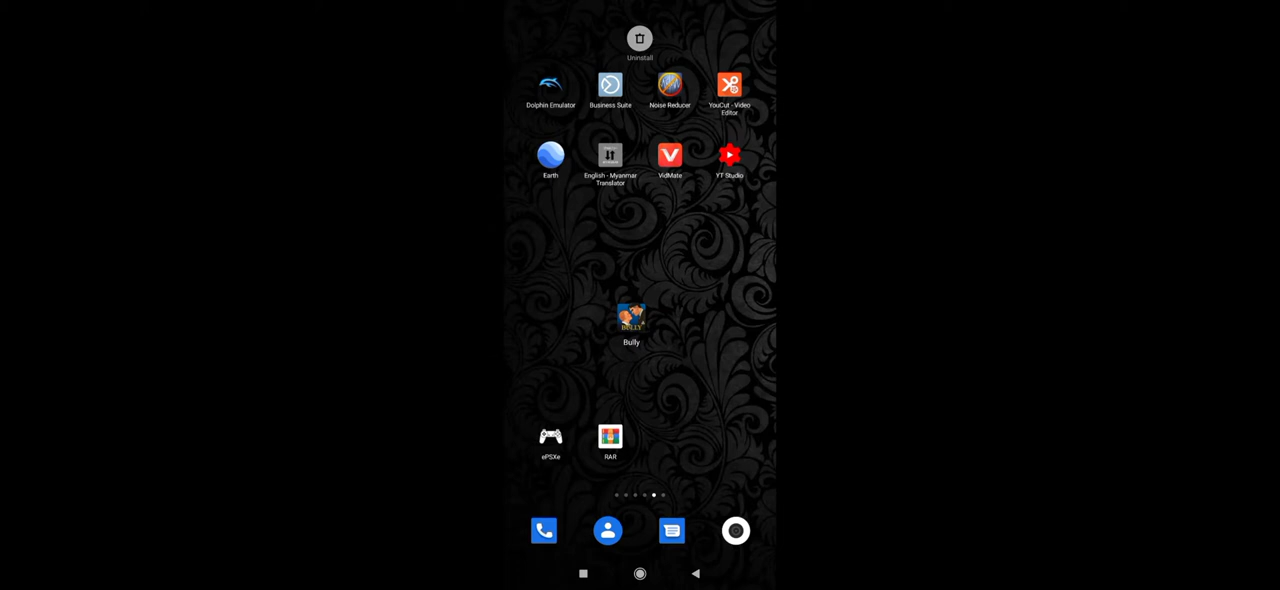 Uninstall
Dolphin Emulator
Business Suite
Noise Reducer
YouCut - Video
Editor
Earth
English - Myanmar
Translator
VidMate
YT Studio
BULLY
Bully
ePSXe
RAR